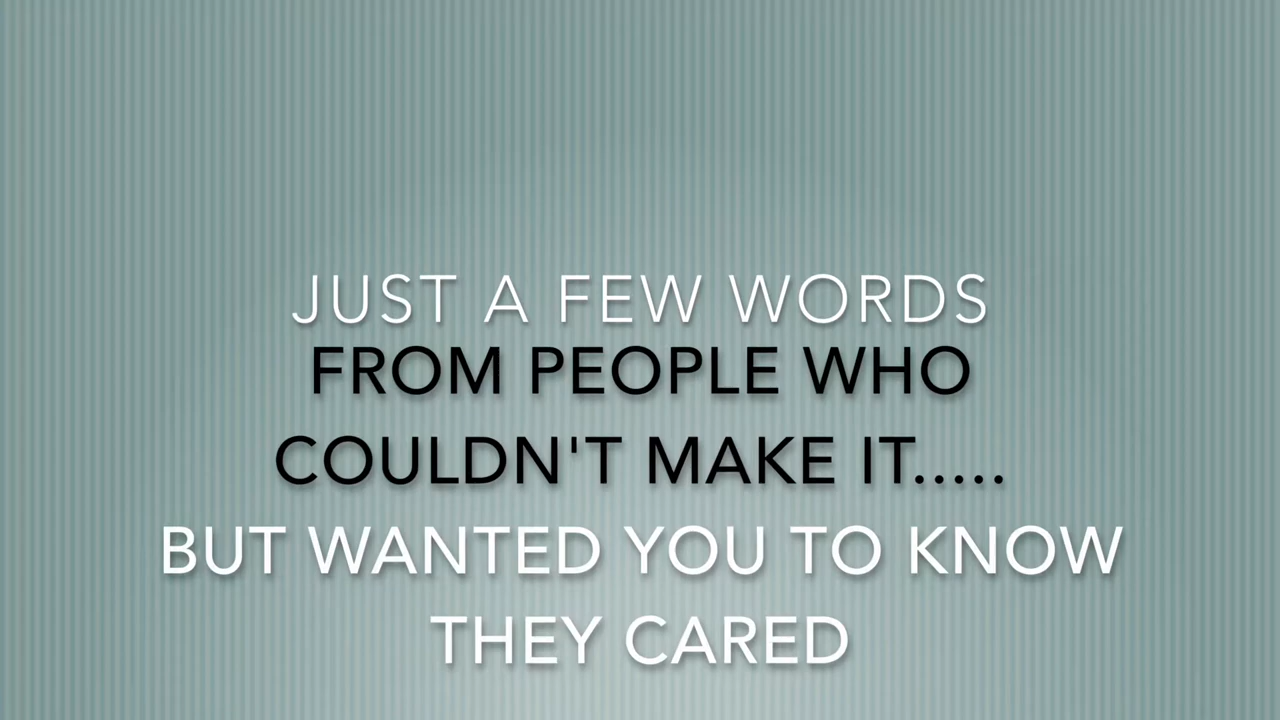 JUST A FEW WORDS
FROM PEOPLE WHO
COULDN'T MAKE IT.....
BUT WANTED YOU TO KNOW
THEY CARED